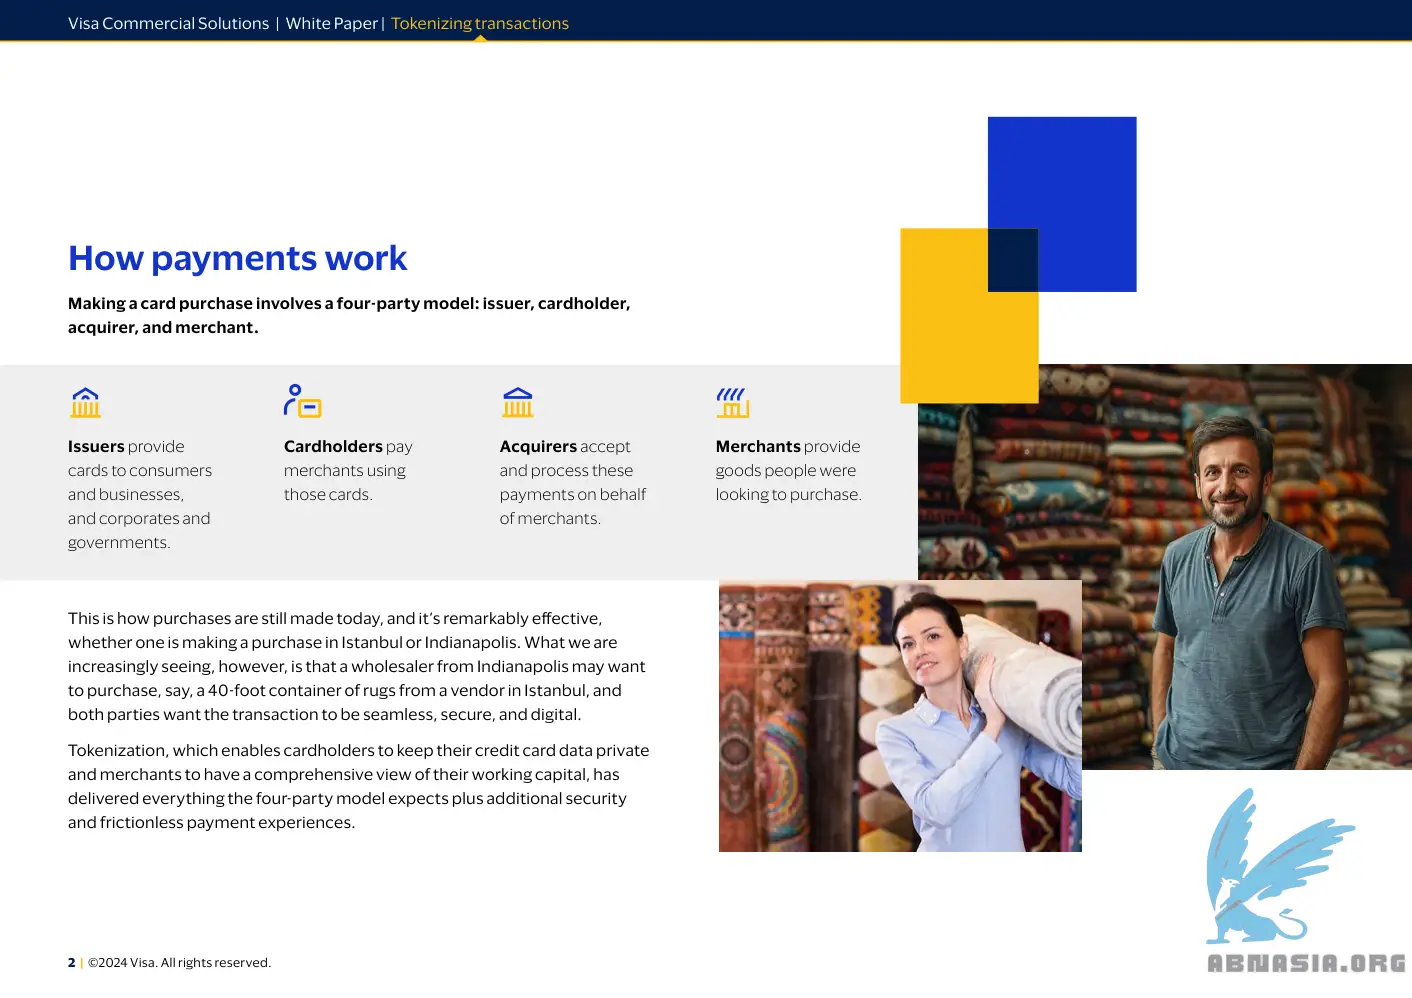 Visa Commercial Solutions | White Paper | Tokenizing transactions
How payments work
Making a card purchase involves a four-party model: issuer, cardholder,
acquirer, and merchant.
Issuers provide
cards to consumers
and businesses,
and corporates and
governments.
Cardholders pay
merchants using
those cards.
Acquirers accept
and process these
payments on behalf
of merchants.
Merchants provide
goods people were
looking to purchase.
This is how purchases are still made today, and it's remarkably effective,
whether one is making a purchase in Istanbul or Indianapolis. What we are
increasingly seeing, however, is that a wholesaler from Indianapolis may want
to purchase, say, a 40-foot container of rugs from a vendor in Istanbul, and
both parties want the transaction to be seamless, secure, and digital.
Tokenization, which enables cardholders to keep their credit card data private
and merchants to have a comprehensive view of their working capital, has
delivered everything the four-party model expects plus additional security
and frictionless payment experiences.
2 | ©2024 Visa. All rights reserved.
ABNASIA.ORG